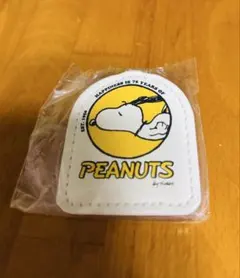 HAPPINESS IS 70 YEARS OF
EST. 1950
PEANUTS